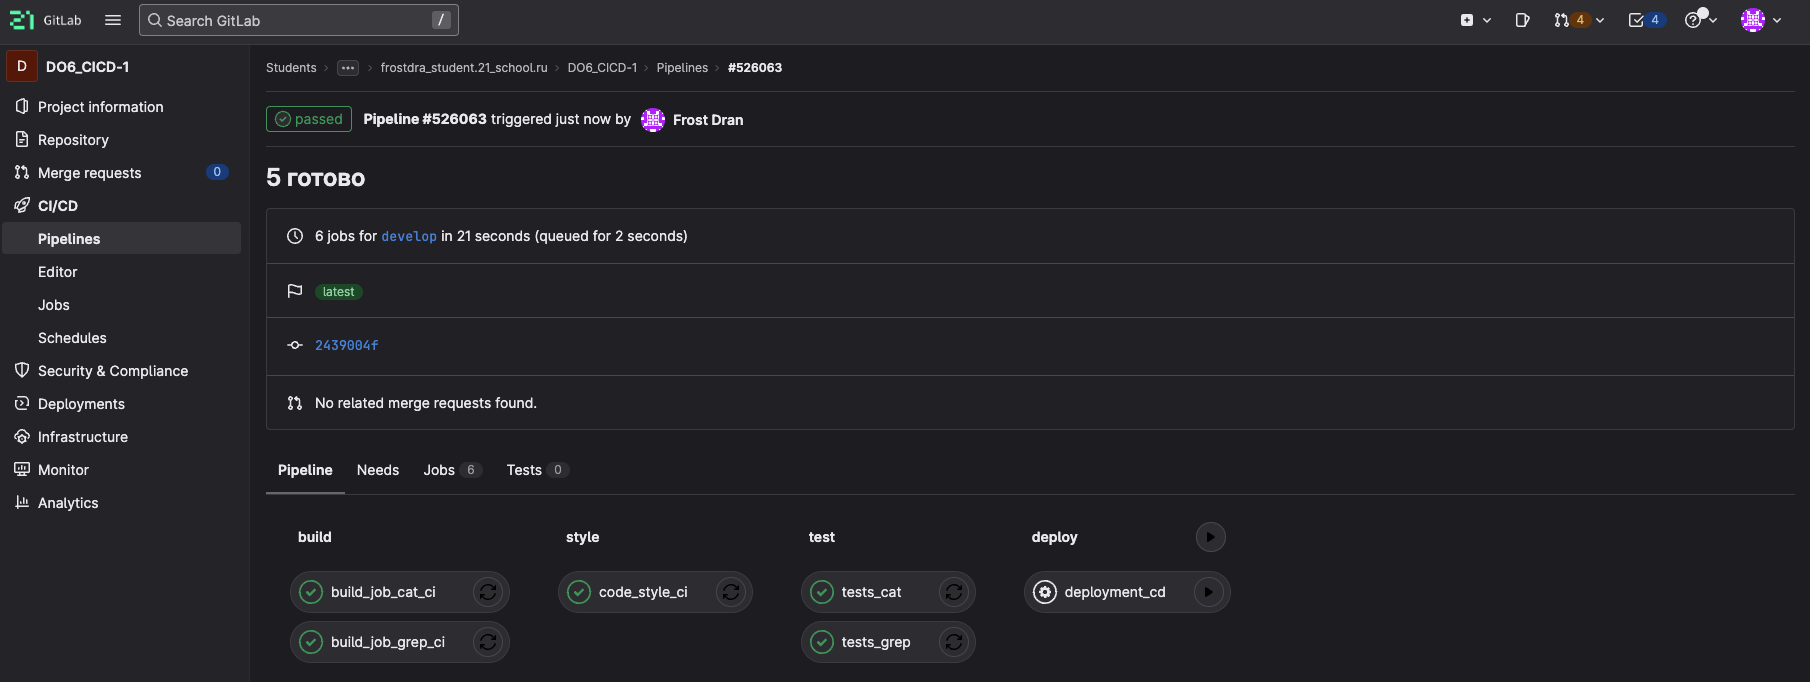 GitLab
Search GitLab
/
4
4
D
DO6_CICD-1
Project information
Repository
Merge requests
0
CI/CD
Pipelines
Editor
Jobs
Schedules
Security & Compliance
Deployments
Infrastructure
Monitor
Analytics
Students › ... › frostdra_student.21_school.ru › DO6_CICD-1 › Pipelines › #526063
passed Pipeline #526063 triggered just now by Frost Dran
5 готово
6 jobs for develop in 21 seconds (queued for 2 seconds)
latest
2439004f
No related merge requests found.
Pipeline Needs Jobs 6 Tests 0
build style test deploy
build_job_cat_ci code_style_ci tests_cat deployment_cd
build_job_grep_ci tests_grep